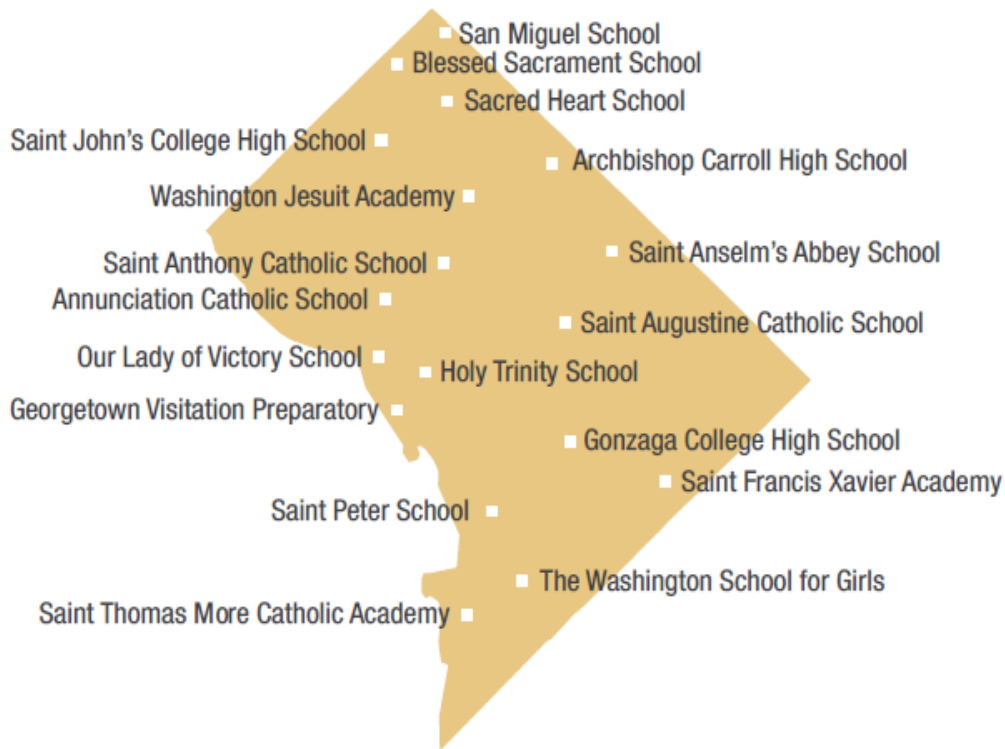 San Miguel School
Blessed Sacrament School
Sacred Heart School
Saint John's College High School
Archbishop Carroll High School
Washington Jesuit Academy
Saint Anselm's Abbey School
Saint Anthony Catholic School
Annunciation Catholic School
Saint Augustine Catholic School
Our Lady of Victory School
Holy Trinity School
Georgetown Visitation Preparatory
Gonzaga College High School
Saint Francis Xavier Academy
Saint Peter School
The Washington School for Girls
Saint Thomas More Catholic Academy